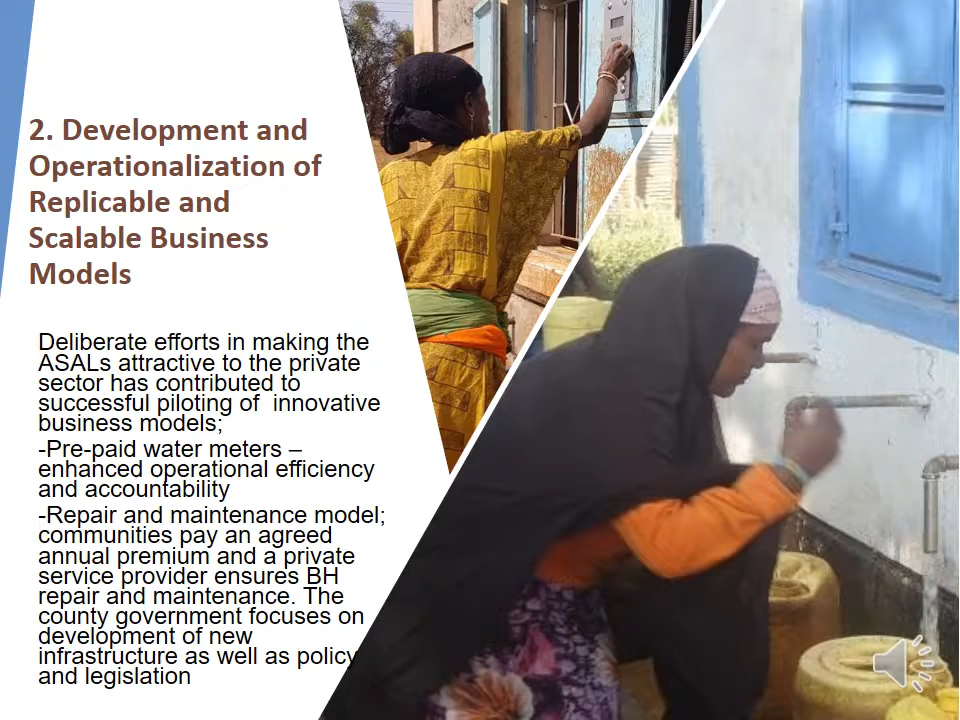 2. Development and
Operationalization of
Replicable and
Scalable Business
Models
Deliberate efforts in making the
ASALs attractive to the private
sector has contributed to
successful piloting of  innovative
business models;
-Pre-paid water meters –
enhanced operational efficiency
and accountability
-Repair and maintenance model;
communities pay an agreed
annual premium and a private
service provider ensures BH
repair and maintenance. The
county government focuses on
development of new
infrastructure as well as policy
and legislation